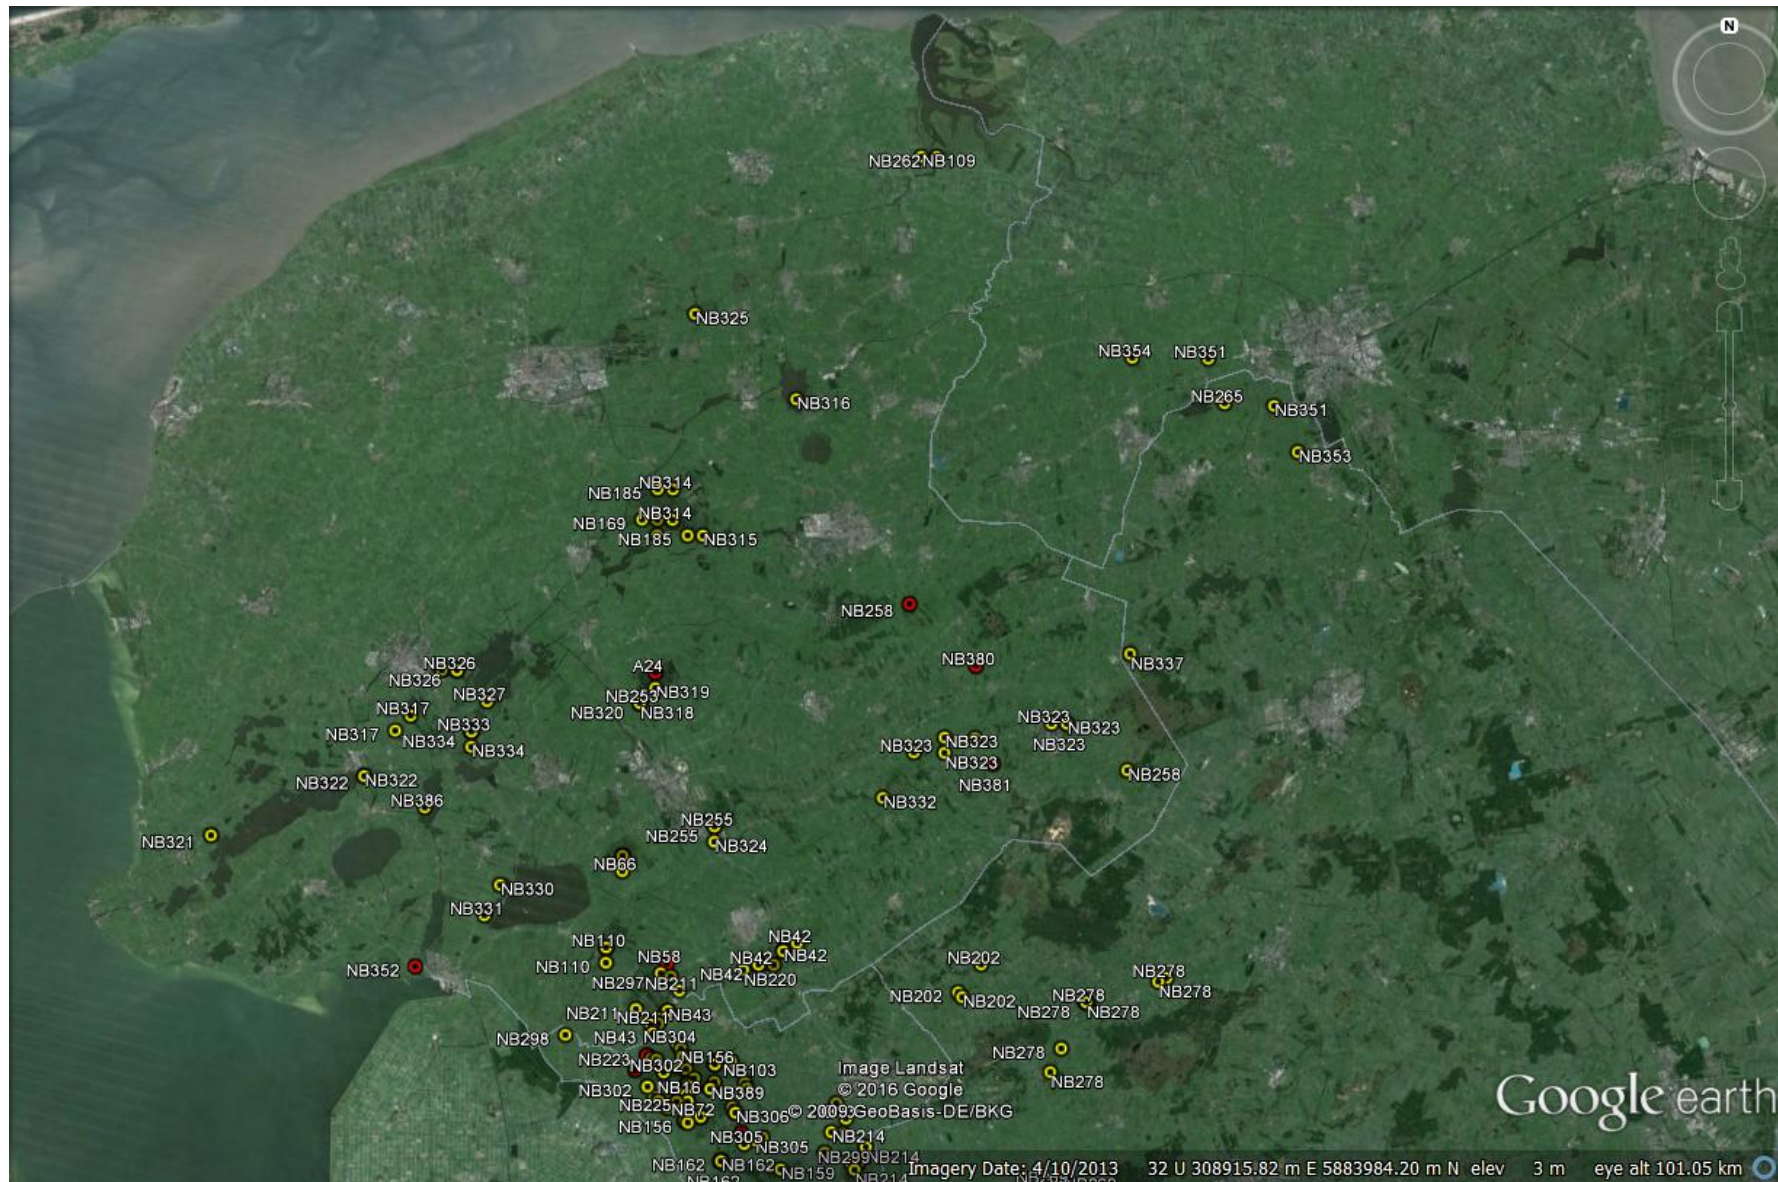 N
NB262 NB109
NB325
NB354 NB351
NB316
NB265
NB351
NB353
NB314
NB185
NB314
NB169
NB185 NB315
NB258
NB326 A24 NB380 NB337
NB326
NB327 NB253 NB319
NB317 NB320 NB318 NB323
NB317 NB333 NB323
NB334 NB334 NB323 NB323 NB323
NB322 NB322 NB323 NB258
NB381
NB386 NB332
NB255
NB321 NB255 NB324
NB66
NB330
NB331
NB110 NB42
NB58 NB42 NB42 NB202
NB352 NB110 NB42 NB220 NB278
NB297 NB211 NB278
NB202 NB202 NB278
NB211 NB211 NB43 NB278 NB278
NB298 NB43 NB304
NB223 NB156 NB278
NB302 NB103 Image Landsat
NB302 NB16 NB389 © 2016 Google NB278
NB225 NB72 NB306 © 2009 GeoBasis-DE/BKG
Google earth
NB156
NB305 NB305 NB214
NB162 NB162 NB159 NB299 NB214
NB162 NB214
Imagery Date: 4/10/2013 32 U 308915.82 m E 5883984.20 m N elev 3 m eye alt 101.05 km